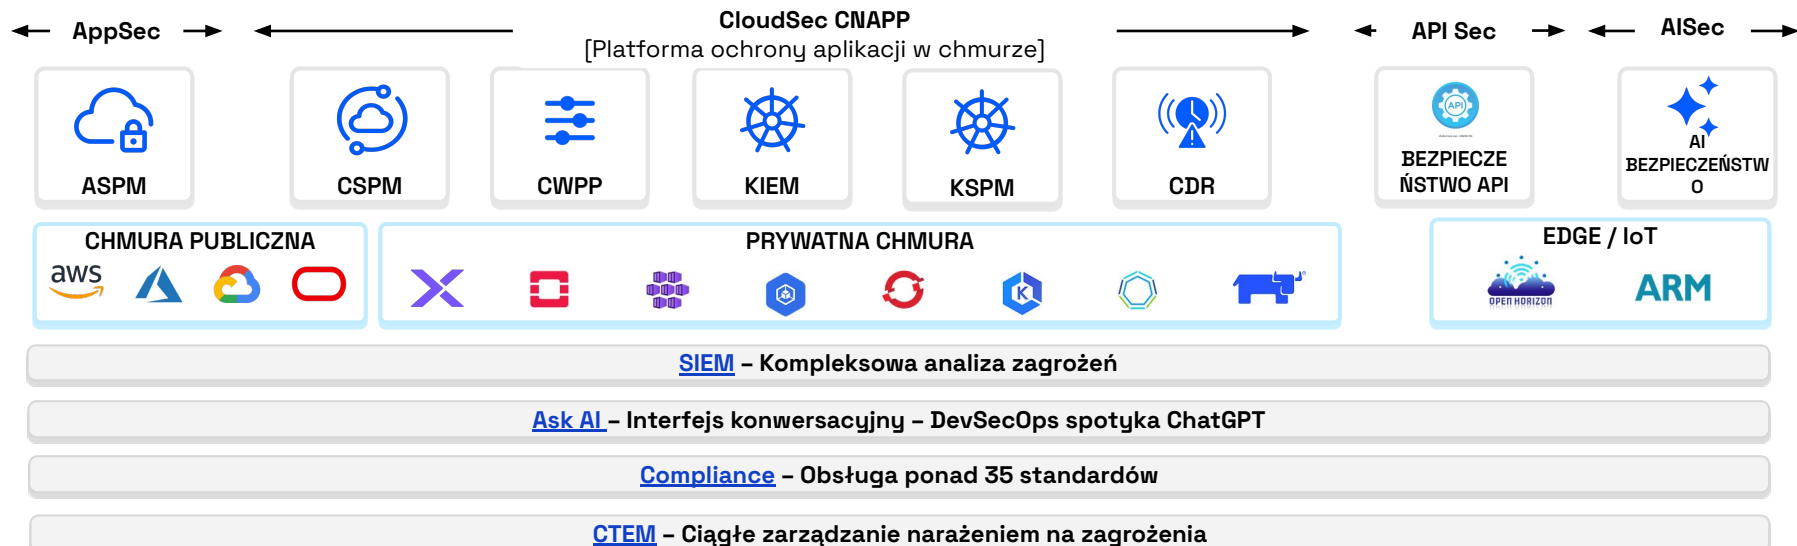 AppSec
CloudSec CNAPP
[Platforma ochrony aplikacji w chmurze]
API Sec
AISec
ASPM
CSPM
CWPP
KIEM
KSPM
CDR
API
BEZPIECZE
ŃSTWO API
AI
BEZPIECZEŃSTW
O
CHMURA PUBLICZNA
aws
PRYWATNA CHMURA
K
EDGE / IoT
OPEN HORIZON
ARM
SIEM – Kompleksowa analiza zagrożeń
Ask AI – Interfejs konwersacyjny – DevSecOps spotyka ChatGPT
Compliance – Obsługa ponad 35 standardów
CTEM – Ciągłe zarządzanie narażeniem na zagrożenia